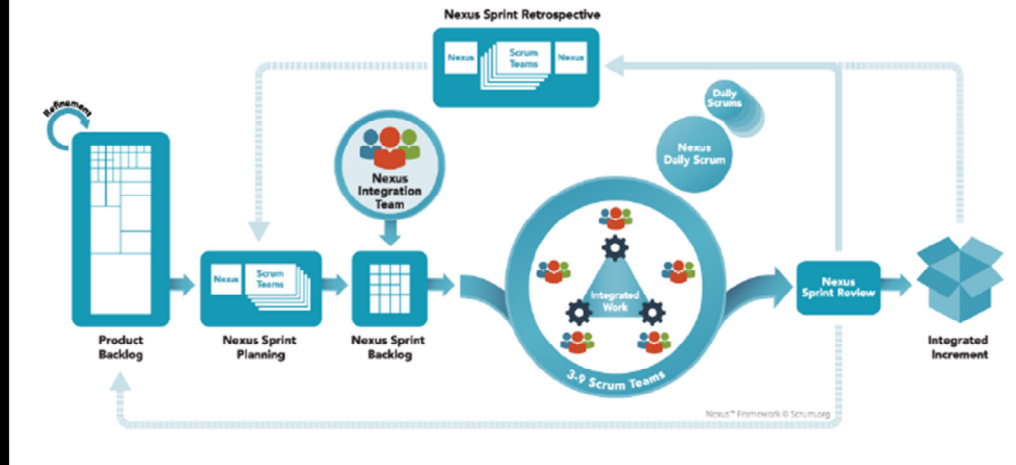 Nexus Sprint Retrospective
Nexus
Scrum
Teams
Nexus
Refinement
Daily
Scrums
Nexus
Daily Scrum
Nexus
Integration
Team
Nexus
Scrum
Teams
Integrated
Work
Nexus
Sprint Review
Product
Backlog
Nexus Sprint
Planning
Nexus Sprint
Backlog
3-9 Scrum Teams
Integrated
Increment
Nexus™ Framework © Scrum.org